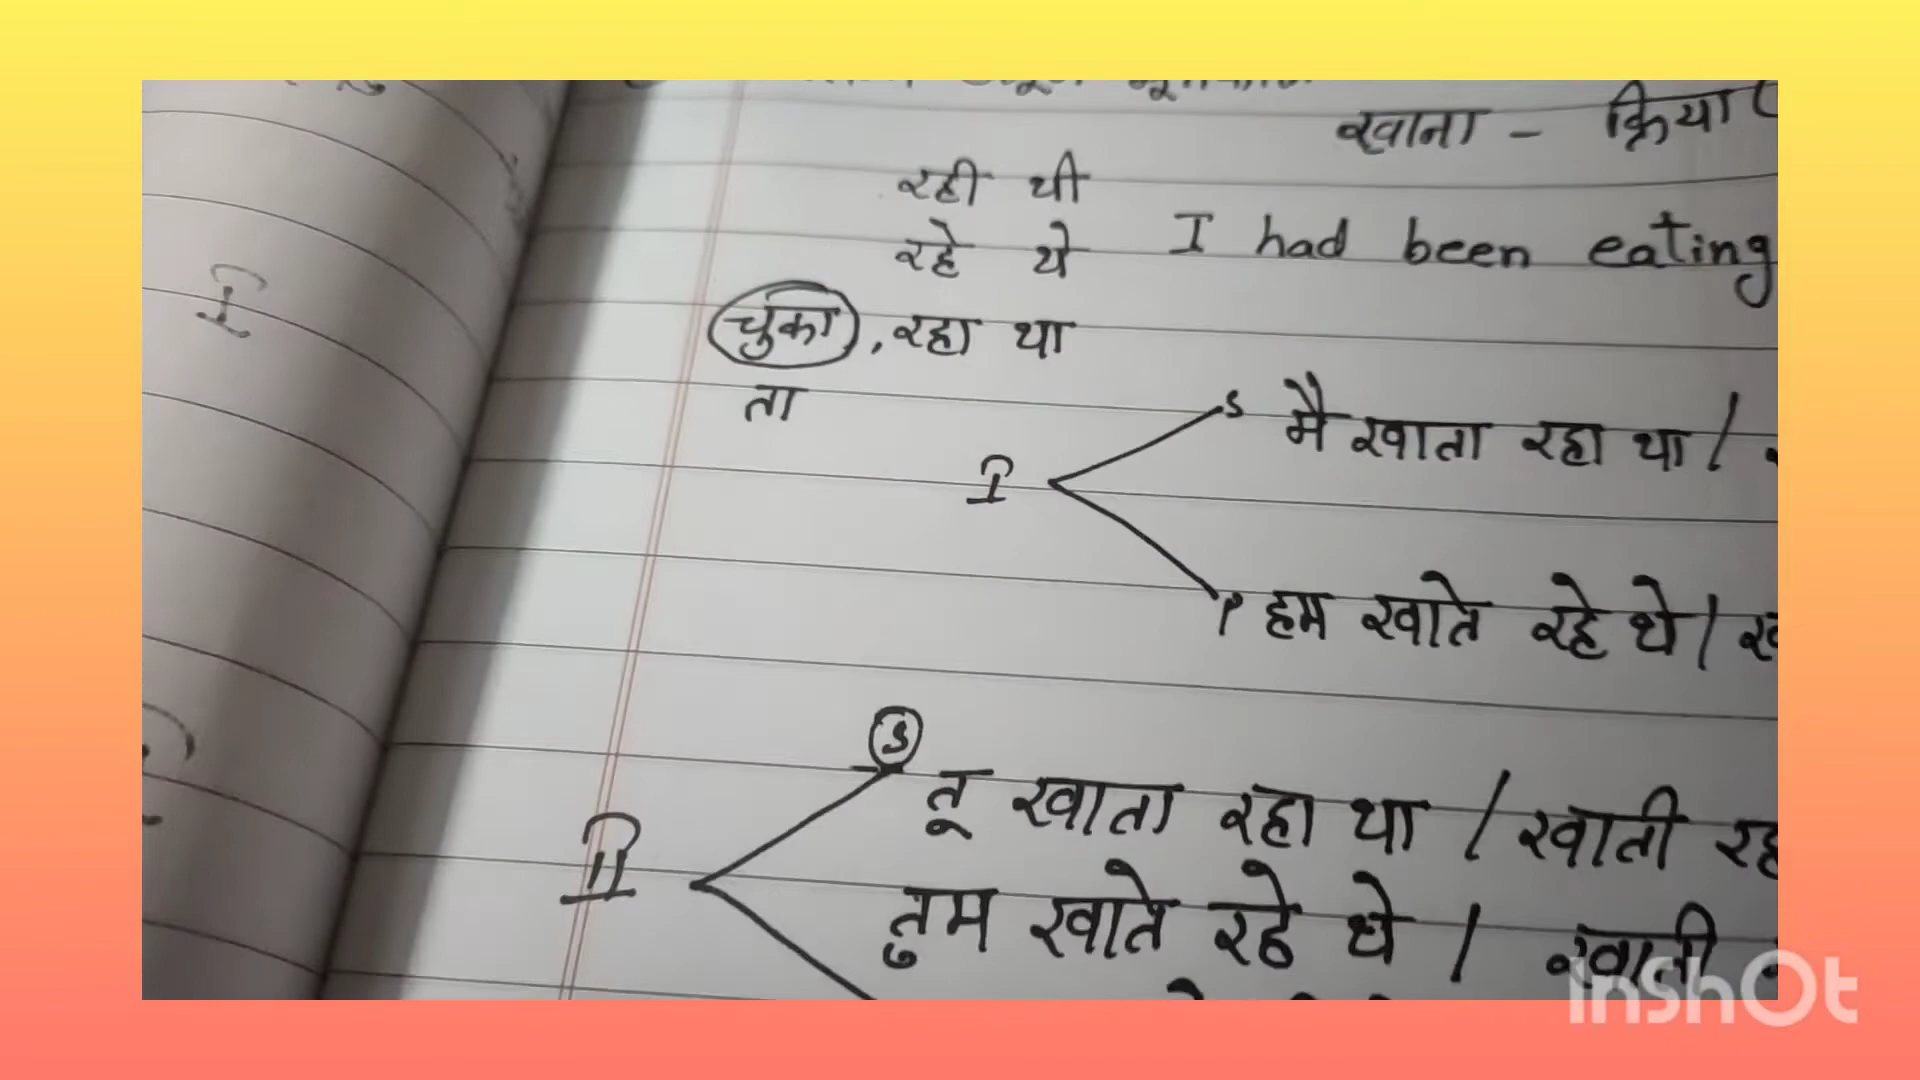 खाना - क्रिया
रही थी
रहे थे I had been eating
चुका, रहा था
ता
I S मै खाता रहा था /
P हम खाते रहे थे /
II S तू खाता रहा था / खाती
तुम खाते रहे थे / खाती
InShOt